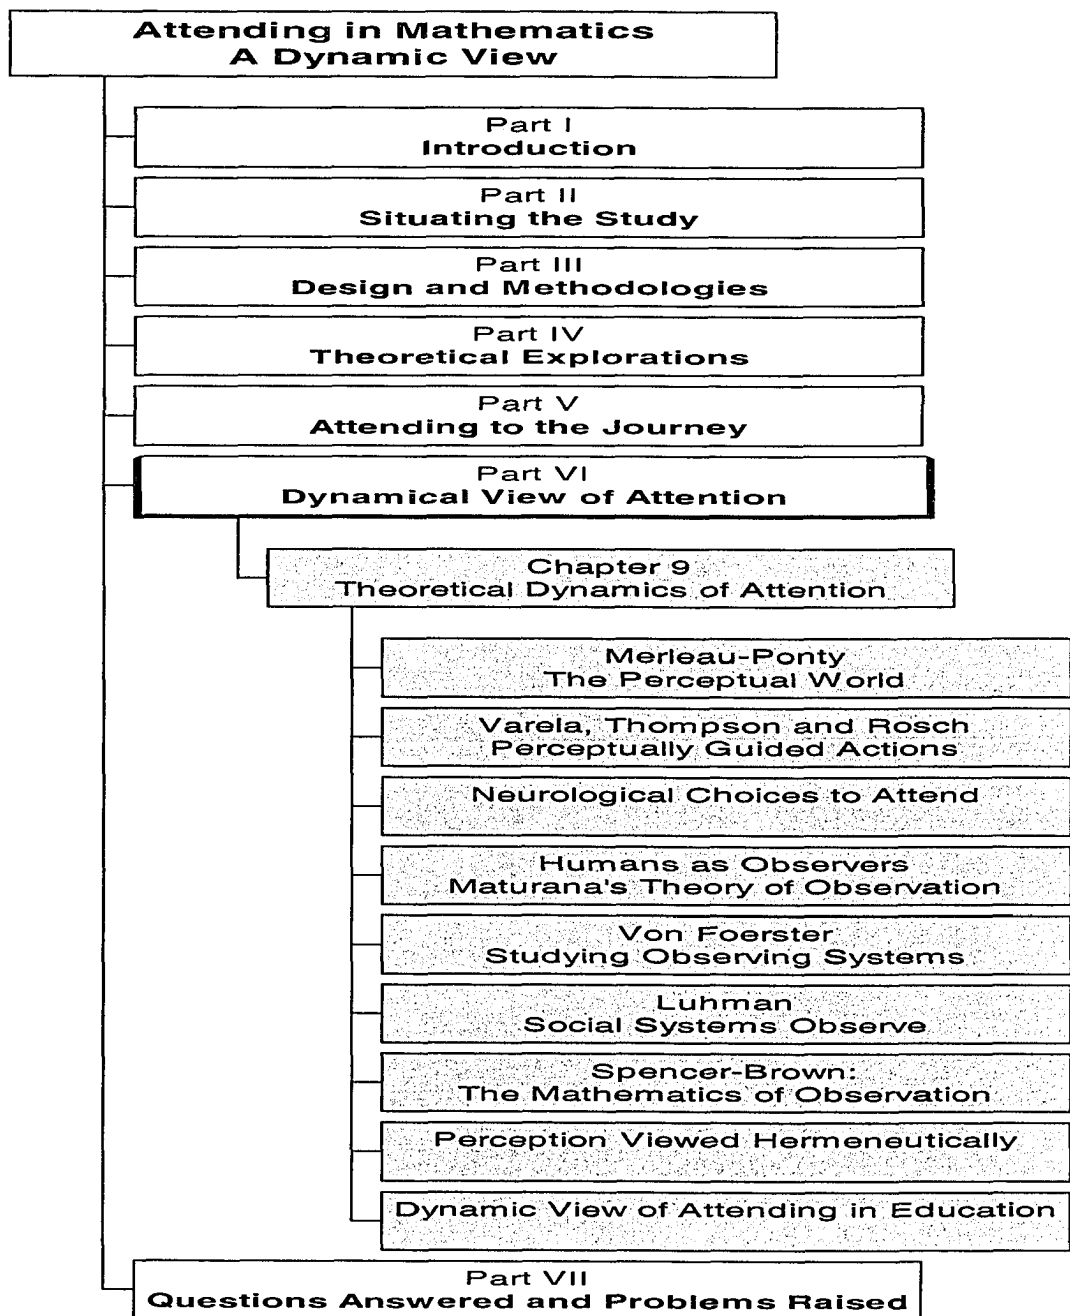 Attending in Mathematics
A Dynamic View
Part I
Introduction
Part II
Situating the Study
Part III
Design and Methodologies
Part IV
Theoretical Explorations
Part V
Attending to the Journey
Part VI
Dynamical View of Attention
Chapter 9
Theoretical Dynamics of Attention
Merleau-Ponty
The Perceptual World
Varela, Thompson and Rosch
Perceptually Guided Actions
Neurological Choices to Attend
Humans as Observers
Maturana's Theory of Observation
Von Foerster
Studying Observing Systems
Luhman
Social Systems Observe
Spencer-Brown:
The Mathematics of Observation
Perception Viewed Hermeneutically
Dynamic View of Attending in Education
Part VII
Questions Answered and Problems Raised